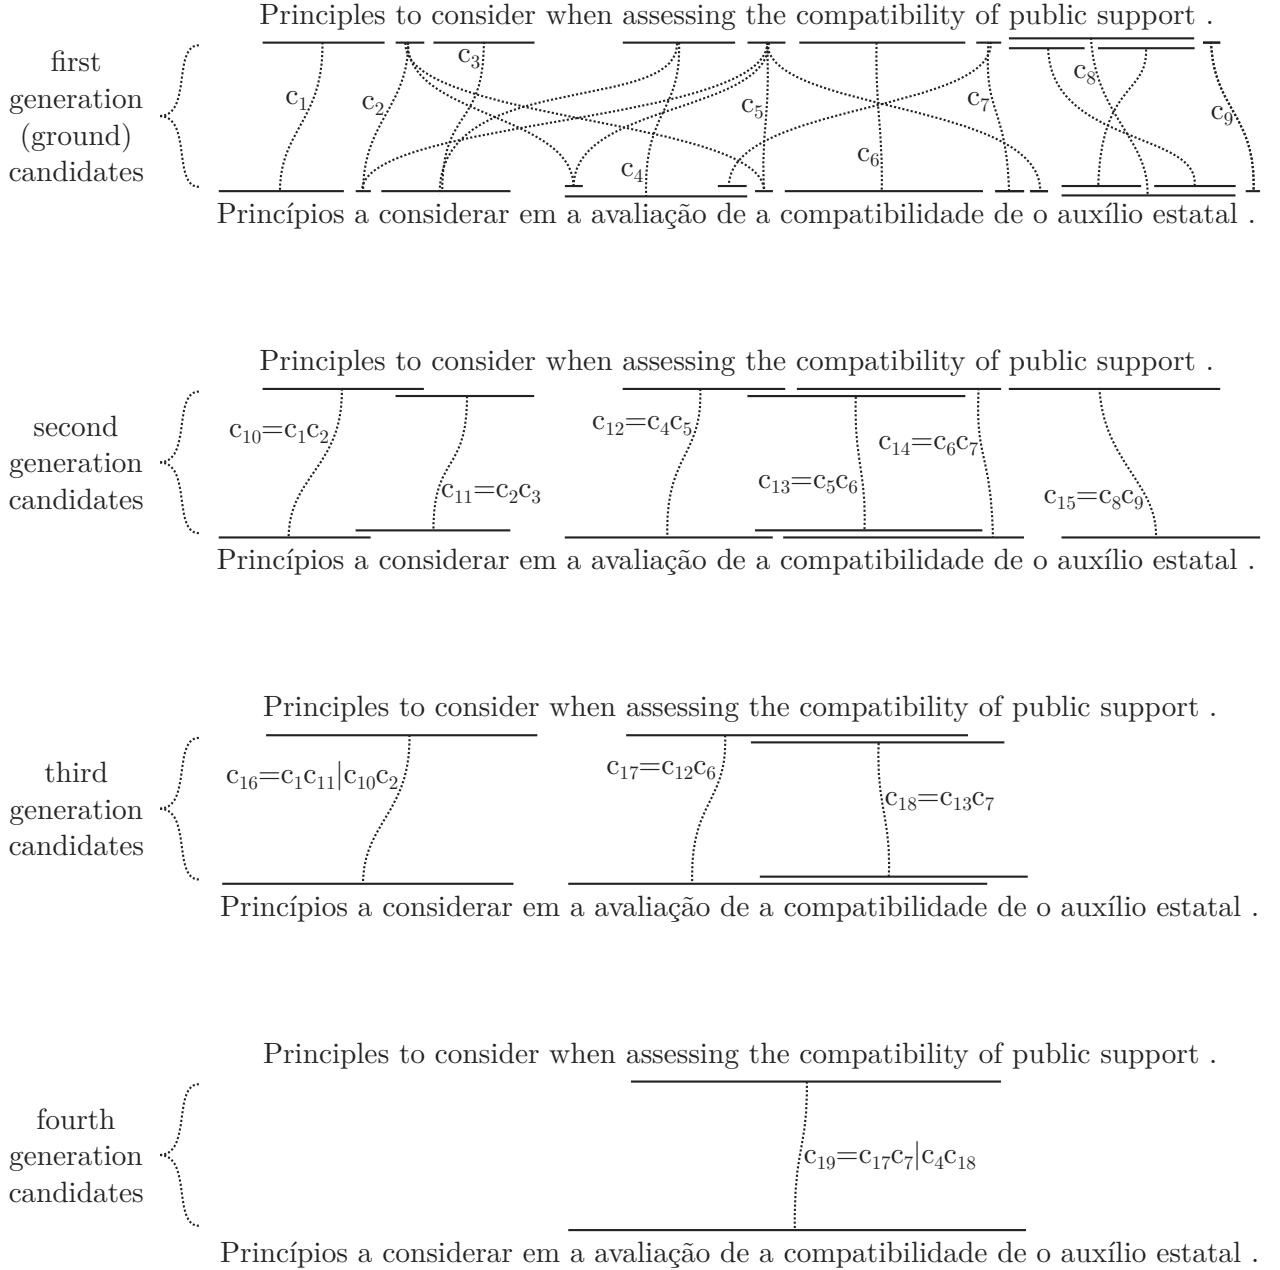 Principles to consider when assessing the compatibility of public support .
first
generation
(ground)
candidates
c1 c2 c3 c4 c5 c6 c7 c8 c9
Princípios a considerar em a avaliação de a compatibilidade de o auxílio estatal .
Principles to consider when assessing the compatibility of public support .
second
generation
candidates
c10=c1c2
c11=c2c3
c12=c4c5
c13=c5c6
c14=c6c7
c15=c8c9
Princípios a considerar em a avaliação de a compatibilidade de o auxílio estatal .
Principles to consider when assessing the compatibility of public support .
third
generation
candidates
c16=c1c11|c10c2
c17=c12c6
c18=c13c7
Princípios a considerar em a avaliação de a compatibilidade de o auxílio estatal .
Principles to consider when assessing the compatibility of public support .
fourth
generation
candidates
c19=c17c7|c4c18
Princípios a considerar em a avaliação de a compatibilidade de o auxílio estatal .